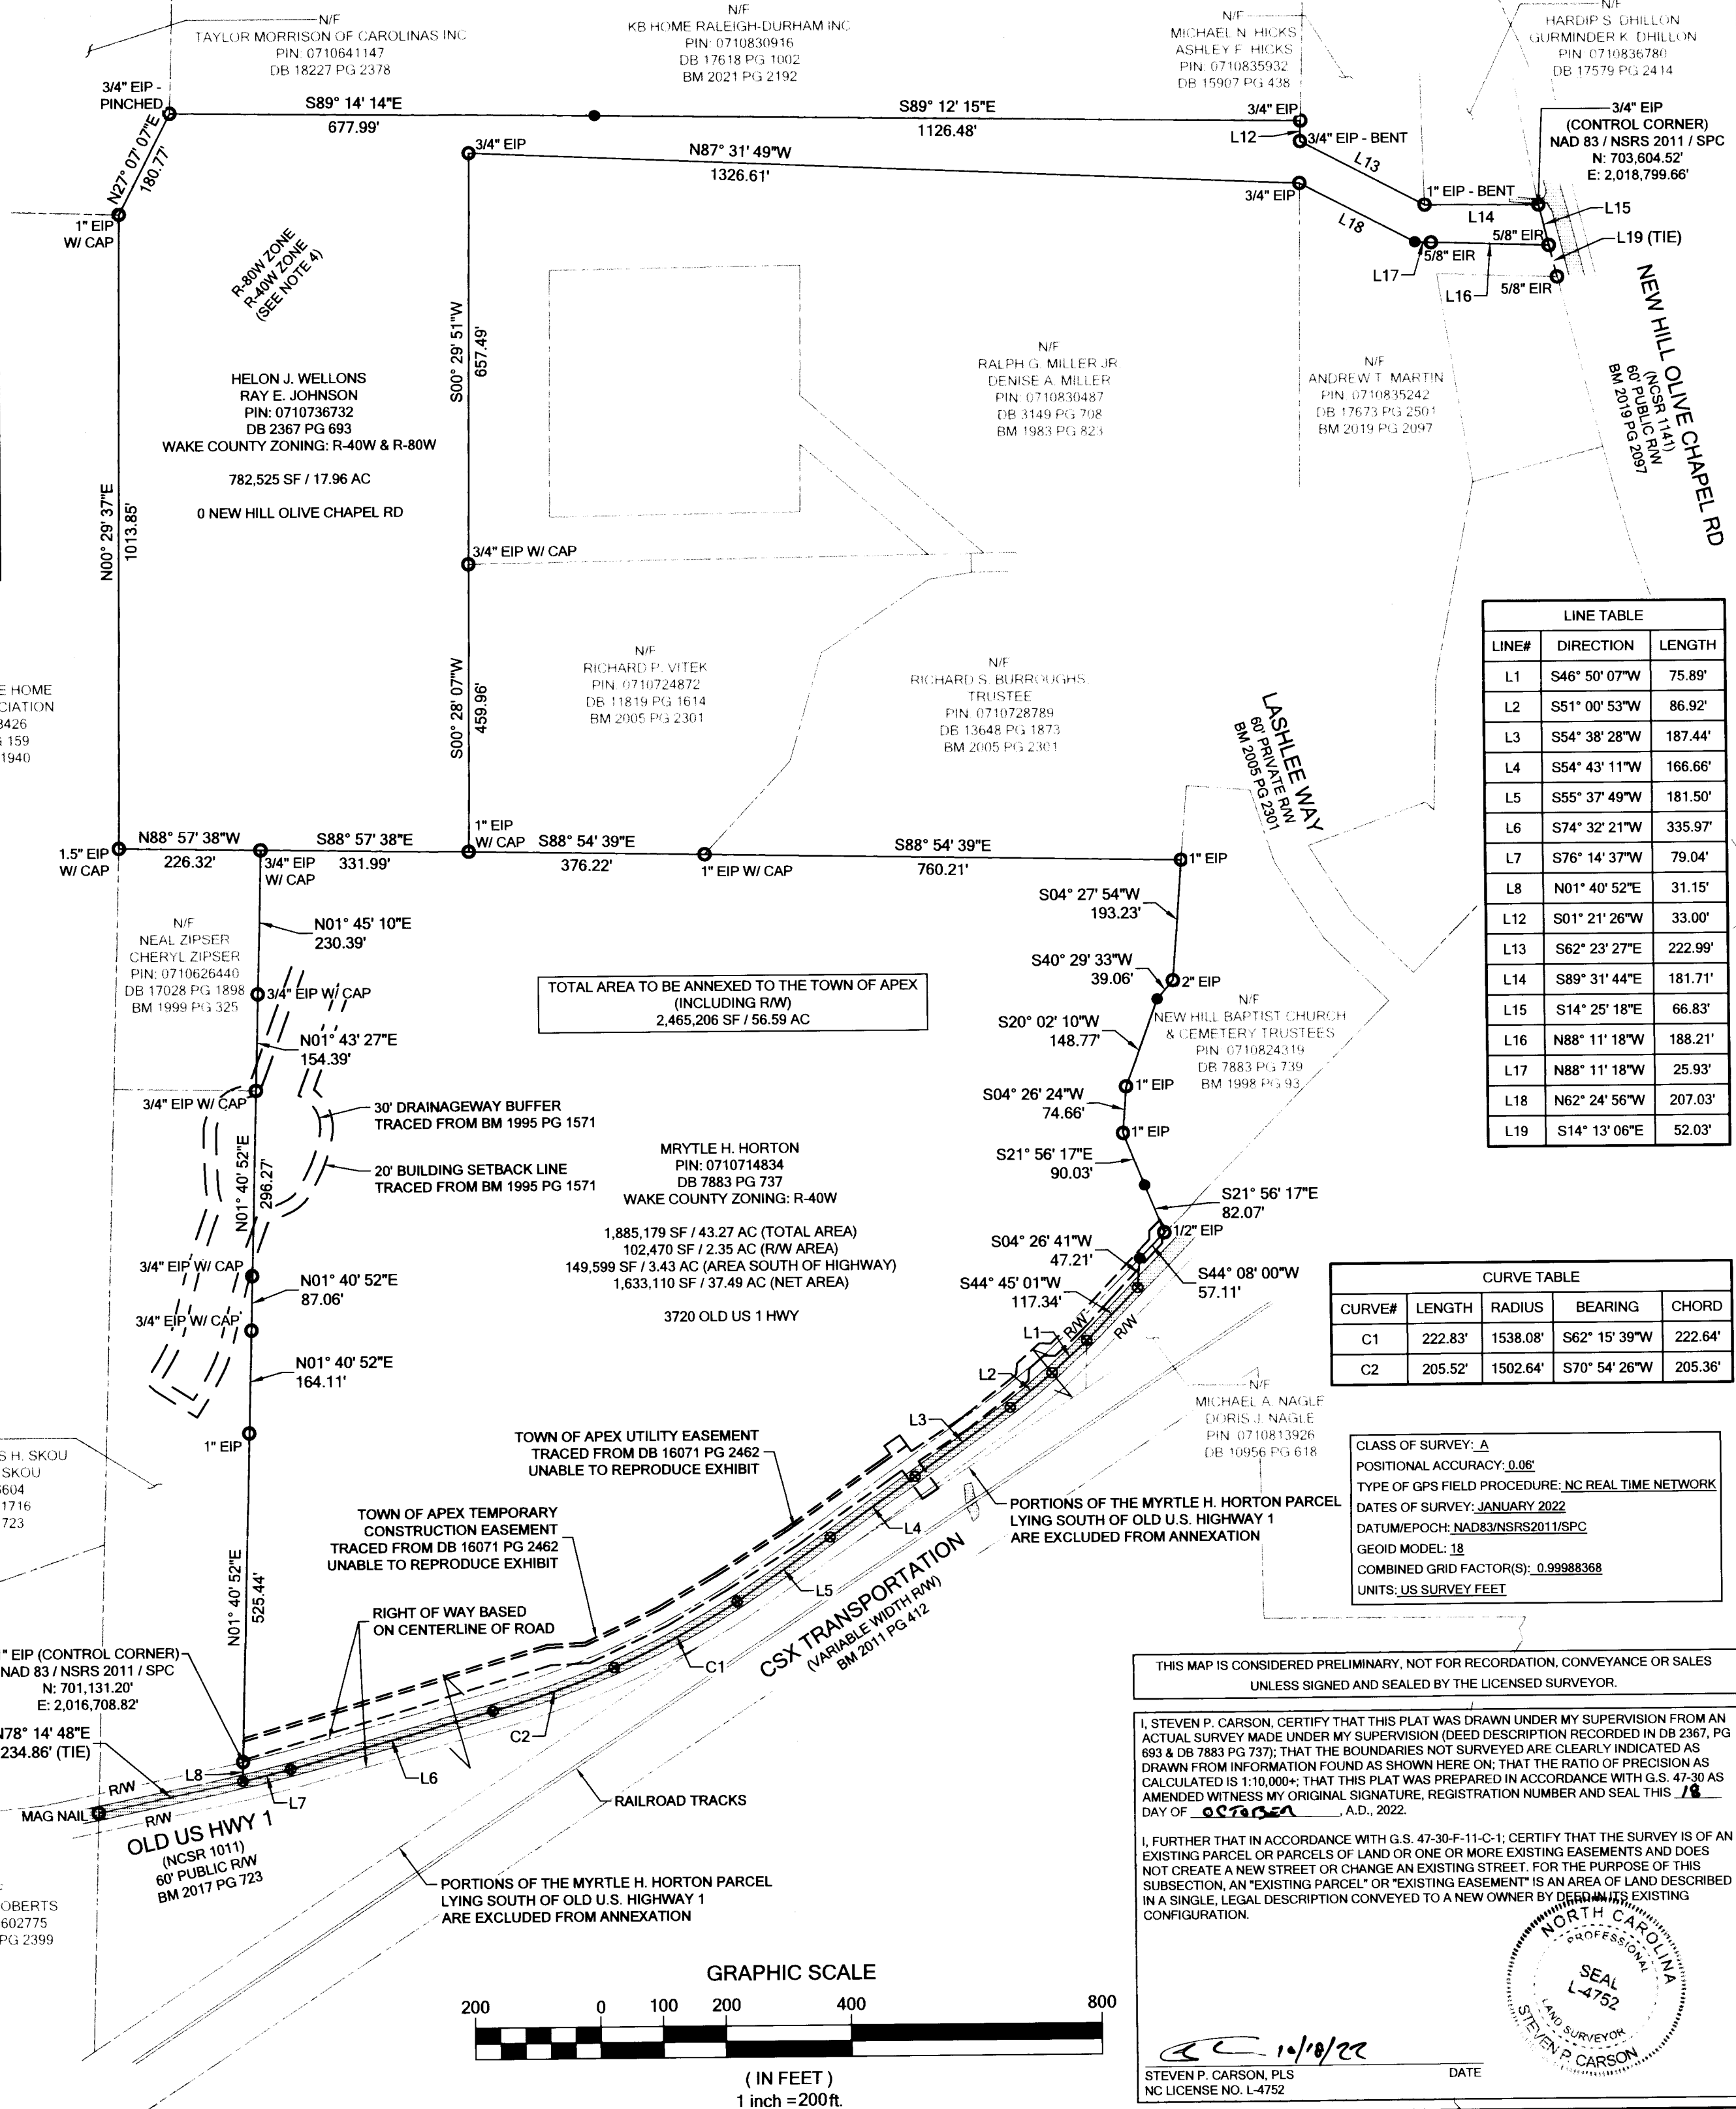 N/F
TAYLOR MORRISON OF CAROLINAS INC
PIN: 0710641147
DB 18227 PG 2378
N/F
KB HOME RALEIGH-DURHAM INC
PIN: 0710830916
DB 17618 PG 1002
BM 2021 PG 2192
N/F
MICHAEL N. HICKS
ASHLEY F. HICKS
PIN: 0710835932
DB 15907 PG 438
N/F
HARDIP S. DHILLON
GURMINDER K. DHILLON
PIN: 0710836780
DB 17579 PG 2414
3/4" EIP -
PINCHED
S89° 14' 14"E
677.99'
S89° 12' 15"E
1126.48'
3/4" EIP
L12
3/4" EIP - BENT
L13
3/4" EIP
(CONTROL CORNER)
NAD 83 / NSRS 2011 / SPC
N: 703,604.52'
E: 2,018,799.66'
N27° 07' 07"E
180.77'
1" EIP
W/ CAP
3/4" EIP
N87° 31' 49"W
1326.61'
3/4" EIP
L18
1" EIP - BENT
L14
L15
5/8" EIR
L19 (TIE)
L17
5/8" EIR
L16
5/8" EIR
R-80W ZONE
R-40W ZONE
(SEE NOTE 4)
NEW HILL OLIVE CHAPEL RD
(NCSR 1141)
60' PUBLIC R/W
BM 2019 PG 2097
HELON J. WELLONS
RAY E. JOHNSON
PIN: 0710736732
DB 2367 PG 693
WAKE COUNTY ZONING: R-40W & R-80W
782,525 SF / 17.96 AC
0 NEW HILL OLIVE CHAPEL RD
S00° 29' 51"W
657.49'
N/F
RALPH G. MILLER JR.
DENISE A. MILLER
PIN: 0710830487
DB 3149 PG 708
BM 1983 PG 823
N/F
ANDREW T. MARTIN
PIN: 0710835242
DB 17673 PG 2501
BM 2019 PG 2097
N00° 29' 37"E
1013.85'
3/4" EIP W/ CAP
S00° 28' 07"W
459.96'
N/F
RICHARD P. VITEK
PIN: 0710724872
DB 11819 PG 1614
BM 2005 PG 2301
N/F
RICHARD S. BURROUGHS,
TRUSTEE
PIN: 0710728789
DB 13648 PG 1873
BM 2005 PG 2301
E HOME
CIATION
3426
159
1940
LASHLEE WAY
60' PRIVATE R/W
BM 2005 PG 2301
LINE TABLE
LINE# DIRECTION LENGTH
L1 S46° 50' 07"W 75.89'
L2 S51° 00' 53"W 86.92'
L3 S54° 38' 28"W 187.44'
L4 S54° 43' 11"W 166.66'
L5 S55° 37' 49"W 181.50'
L6 S74° 32' 21"W 335.97'
L7 S76° 14' 37"W 79.04'
L8 N01° 40' 52"E 31.15'
L12 S01° 21' 26"W 33.00'
L13 S62° 23' 27"E 222.99'
L14 S89° 31' 44"E 181.71'
L15 S14° 25' 18"E 66.83'
L16 N88° 11' 18"W 188.21'
L17 N88° 11' 18"W 25.93'
L18 N62° 24' 56"W 207.03'
L19 S14° 13' 06"E 52.03'
1.5" EIP
W/ CAP
N88° 57' 38"W
226.32'
3/4" EIP
W/ CAP
S88° 57' 38"E
331.99'
1" EIP
W/ CAP
S88° 54' 39"E
376.22'
1" EIP W/ CAP
S88° 54' 39"E
760.21'
1" EIP
N/F
NEAL ZIPSER
CHERYL ZIPSER
PIN: 0710626440
DB 17028 PG 1898
BM 1999 PG 325
N01° 45' 10"E
230.39'
3/4" EIP W/ CAP
N01° 43' 27"E
154.39'
3/4" EIP W/ CAP
TOTAL AREA TO BE ANNEXED TO THE TOWN OF APEX
(INCLUDING R/W)
2,465,206 SF / 56.59 AC
S04° 27' 54"W
193.23'
S40° 29' 33"W
39.06'
2" EIP
S20° 02' 10"W
148.77'
N/F
NEW HILL BAPTIST CHURCH
& CEMETERY TRUSTEES
PIN: 0710824319
DB 7883 PG 739
BM 1998 PG 93
1" EIP
S04° 26' 24"W
74.66'
1" EIP
S21° 56' 17"E
90.03'
S21° 56' 17"E
82.07'
1/2" EIP
S04° 26' 41"W
47.21'
S44° 45' 01"W
117.34'
S44° 08' 00"W
57.11'
30' DRAINAGEWAY BUFFER
TRACED FROM BM 1995 PG 1571
20' BUILDING SETBACK LINE
TRACED FROM BM 1995 PG 1571
N01° 40' 52"E
296.27'
MRYTLE H. HORTON
PIN: 0710714834
DB 7883 PG 737
WAKE COUNTY ZONING: R-40W
1,885,179 SF / 43.27 AC (TOTAL AREA)
102,470 SF / 2.35 AC (R/W AREA)
149,599 SF / 3.43 AC (AREA SOUTH OF HIGHWAY)
1,633,110 SF / 37.49 AC (NET AREA)
3720 OLD US 1 HWY
3/4" EIP W/ CAP
N01° 40' 52"E
87.06'
3/4" EIP W/ CAP
N01° 40' 52"E
164.11'
1" EIP
CURVE TABLE
CURVE# LENGTH RADIUS BEARING CHORD
C1 222.83' 1538.08' S62° 15' 39"W 222.64'
C2 205.52' 1502.64' S70° 54' 26"W 205.36'
L1
R/W
R/W
L2
L3
N/F
MICHAEL A. NAGLE
DORIS J. NAGLE
PIN: 0710813926
DB 10956 PG 618
TOWN OF APEX UTILITY EASEMENT
TRACED FROM DB 16071 PG 2462
UNABLE TO REPRODUCE EXHIBIT
TOWN OF APEX TEMPORARY
CONSTRUCTION EASEMENT
TRACED FROM DB 16071 PG 2462
UNABLE TO REPRODUCE EXHIBIT
L4
L5
PORTIONS OF THE MYRTLE H. HORTON PARCEL
LYING SOUTH OF OLD U.S. HIGHWAY 1
ARE EXCLUDED FROM ANNEXATION
CLASS OF SURVEY: A
POSITIONAL ACCURACY: 0.06'
TYPE OF GPS FIELD PROCEDURE: NC REAL TIME NETWORK
DATES OF SURVEY: JANUARY 2022
DATUM/EPOCH: NAD83/NSRS2011/SPC
GEOID MODEL: 18
COMBINED GRID FACTOR(S): 0.99988368
UNITS: US SURVEY FEET
S H. SKOU
SKOU
6604
1716
723
N01° 40' 52"E
525.44'
RIGHT OF WAY BASED
ON CENTERLINE OF ROAD
CSX TRANSPORTATION
(VARIABLE WIDTH R/W)
BM 2011 PG 412
" EIP (CONTROL CORNER)
NAD 83 / NSRS 2011 / SPC
N: 701,131.20'
E: 2,016,708.82'
N78° 14' 48"E
234.86' (TIE)
C1
C2
L6
L8
L7
R/W
R/W
MAG NAIL
OLD US HWY 1
(NCSR 1011)
60' PUBLIC R/W
BM 2017 PG 723
RAILROAD TRACKS
PORTIONS OF THE MYRTLE H. HORTON PARCEL
LYING SOUTH OF OLD U.S. HIGHWAY 1
ARE EXCLUDED FROM ANNEXATION
OBERTS
602775
PG 2399
THIS MAP IS CONSIDERED PRELIMINARY, NOT FOR RECORDATION, CONVEYANCE OR SALES
UNLESS SIGNED AND SEALED BY THE LICENSED SURVEYOR.
I, STEVEN P. CARSON, CERTIFY THAT THIS PLAT WAS DRAWN UNDER MY SUPERVISION FROM AN
ACTUAL SURVEY MADE UNDER MY SUPERVISION (DEED DESCRIPTION RECORDED IN DB 2367, PG
693 & DB 7883 PG 737); THAT THE BOUNDARIES NOT SURVEYED ARE CLEARLY INDICATED AS
DRAWN FROM INFORMATION FOUND AS SHOWN HERE ON; THAT THE RATIO OF PRECISION AS
CALCULATED IS 1:10,000+; THAT THIS PLAT WAS PREPARED IN ACCORDANCE WITH G.S. 47-30 AS
AMENDED WITNESS MY ORIGINAL SIGNATURE, REGISTRATION NUMBER AND SEAL THIS 18
DAY OF OCTOBER, A.D., 2022.
I, FURTHER THAT IN ACCORDANCE WITH G.S. 47-30-F-11-C-1; CERTIFY THAT THE SURVEY IS OF AN
EXISTING PARCEL OR PARCELS OF LAND OR ONE OR MORE EXISTING EASEMENTS AND DOES
NOT CREATE A NEW STREET OR CHANGE AN EXISTING STREET. FOR THE PURPOSE OF THIS
SUBSECTION, AN "EXISTING PARCEL" OR "EXISTING EASEMENT" IS AN AREA OF LAND DESCRIBED
IN A SINGLE, LEGAL DESCRIPTION CONVEYED TO A NEW OWNER BY DEED IN ITS EXISTING
CONFIGURATION.
NORTH CAROLINA
PROFESSIONAL
SEAL
L-4752
LAND SURVEYOR
STEVEN P. CARSON
10/18/22
STEVEN P. CARSON, PLS DATE
NC LICENSE NO. L-4752
GRAPHIC SCALE
200 0 100 200 400 800
( IN FEET )
1 inch =200ft.